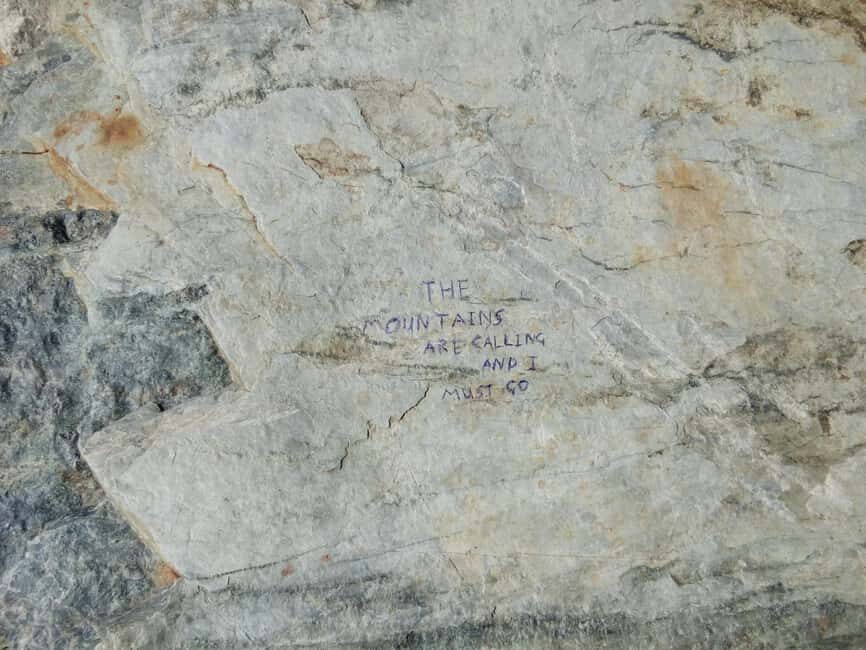 THE
MOUNTAINS
ARE CALLING
AND I
MUST GO